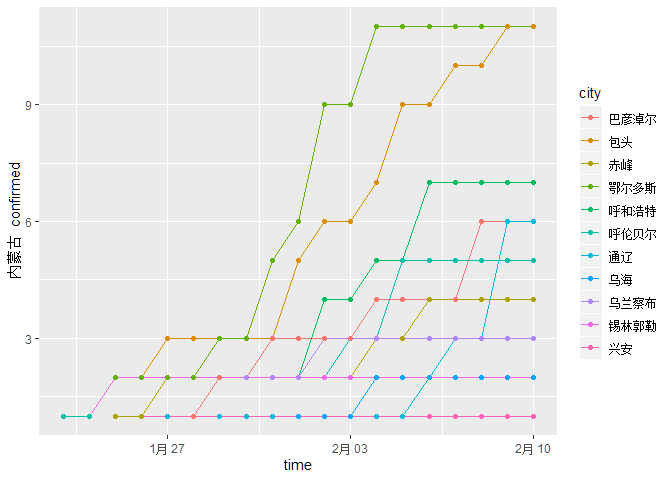 内蒙古 confirmed
9
6
3
1月 27
2月 03
2月 10
time
city
巴彦淖尔
包头
赤峰
鄂尔多斯
呼和浩特
呼伦贝尔
通辽
乌海
乌兰察布
锡林郭勒
兴安